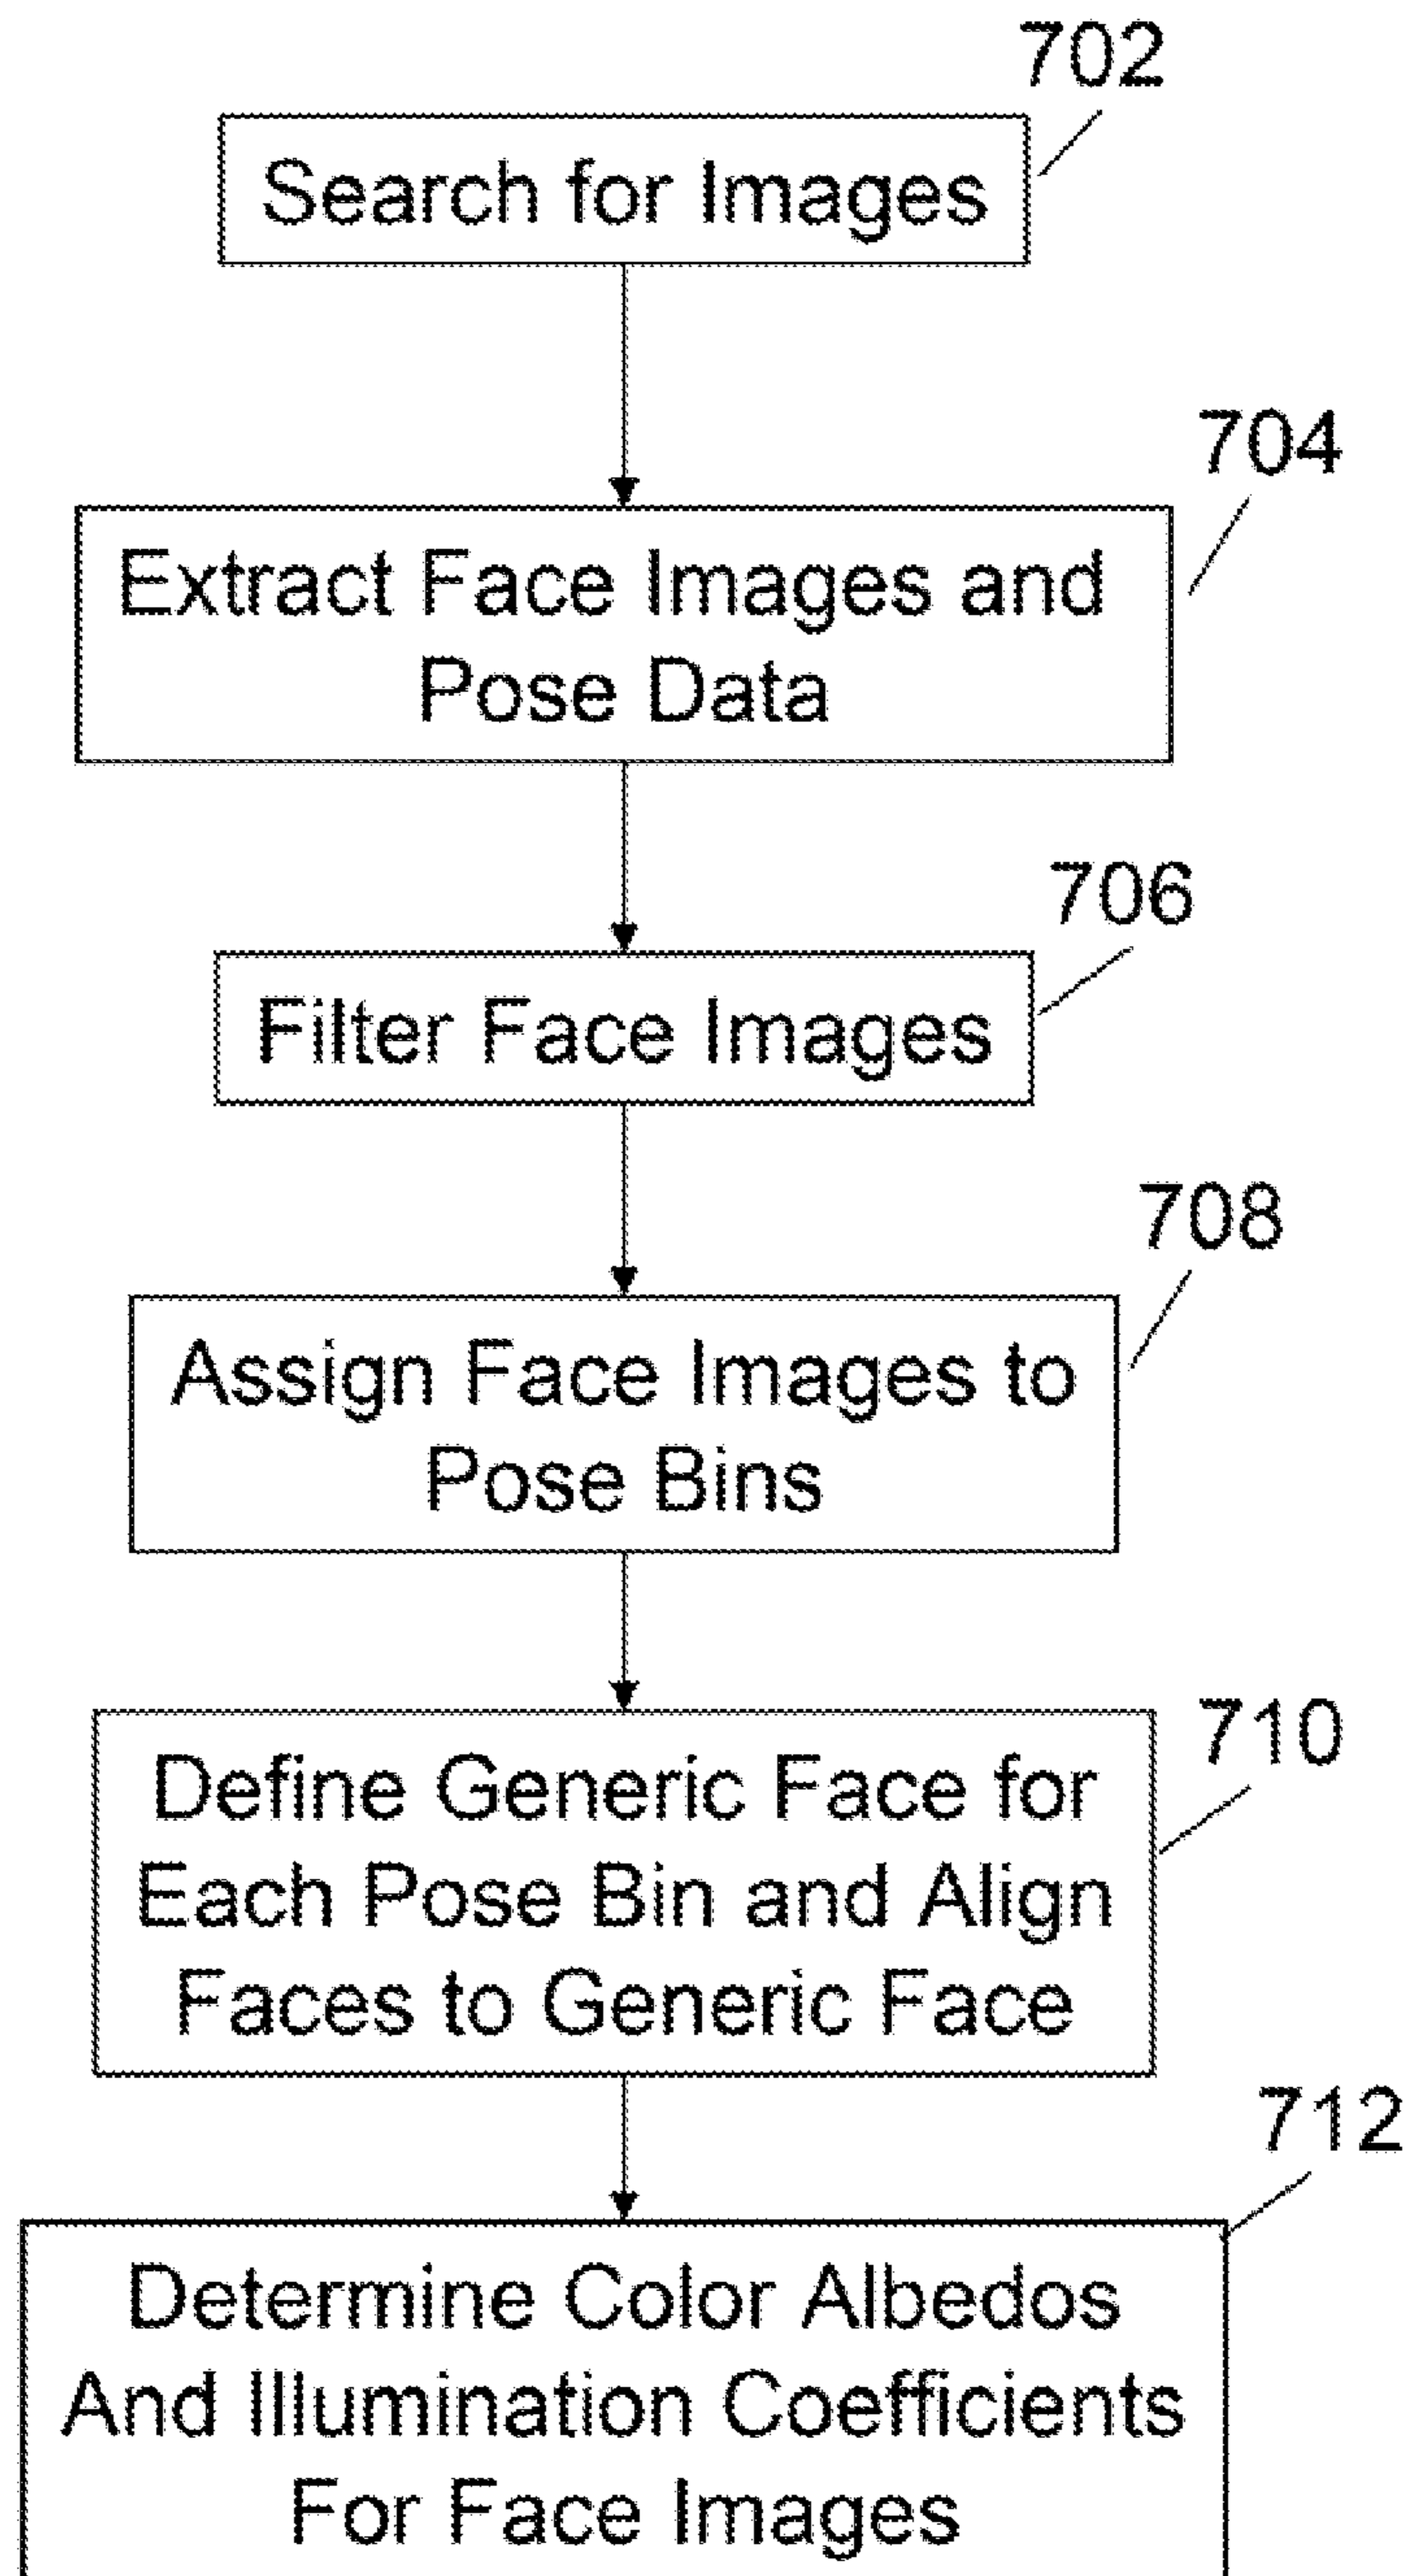 702
Search for Images
704
Extract Face Images and
Pose Data
706
Filter Face Images
708
Assign Face Images to
Pose Bins
710
Define Generic Face for
Each Pose Bin and Align
Faces to Generic Face
712
Determine Color Albedos
And Illumination Coefficients
For Face Images